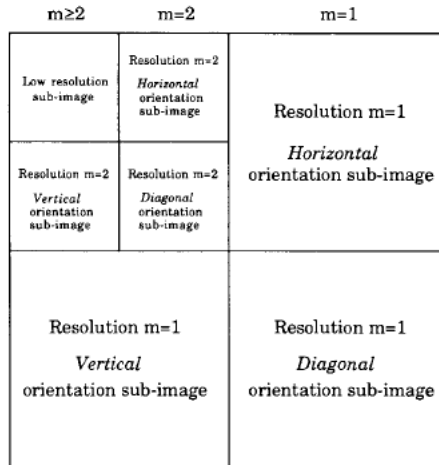 m≥2 m=2 m=1
Low resolution
sub-image
Resolution m=2
Horizontal
orientation
sub-image
Resolution m=1
Horizontal
orientation sub-image
Resolution m=2
Vertical
orientation
sub-image
Resolution m=2
Diagonal
orientation
sub-image
Resolution m=1
Vertical
orientation sub-image
Resolution m=1
Diagonal
orientation sub-image